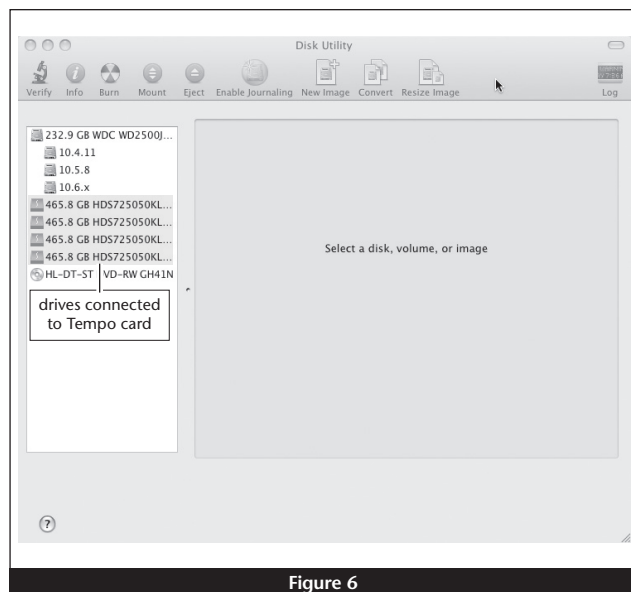 Disk Utility
Verify Info Burn Mount Eject Enable Journaling New Image Convert Resize Image Log
232.9 GB WDC WD2500J...
10.4.11
10.5.8
10.6.x
465.8 GB HDS725050KL...
465.8 GB HDS725050KL...
465.8 GB HDS725050KL...
465.8 GB HDS725050KL...
HL-DT-ST VD-RW GH41N
Select a disk, volume, or image
drives connected
to Tempo card
?
Figure 6